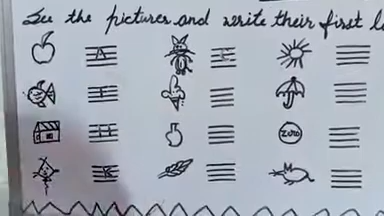 See the pictures and write their first
A C
F
H ZERO
K